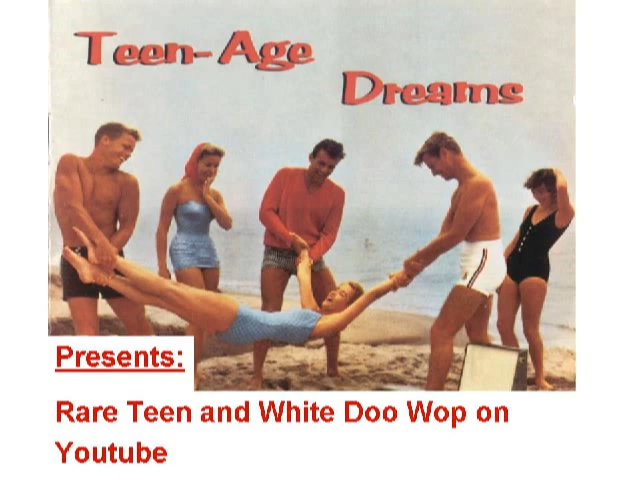 Teen-Age
Dreams
Presents:
Rare Teen and White Doo Wop on
Youtube